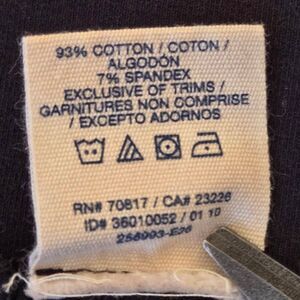 93% COTTON / COTON /
ALGODÓN
7% SPANDEX
EXCLUSIVE OF TRIMS /
GARNITURES NON COMPRISE
/ EXCEPTO ADORNOS
RN# 70817 / CA# 23226
ID# 36010052 / 01 10
256993-E26